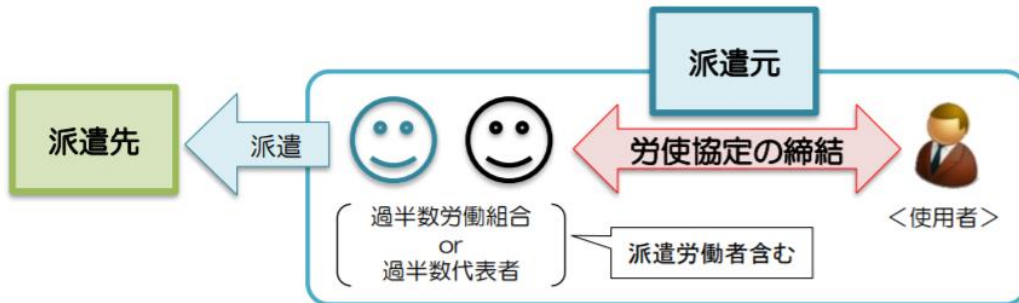 派遣元
派遣先
派遣
労使協定の締結
過半数労働組合
or
過半数代表者
派遣労働者含む
＜使用者＞